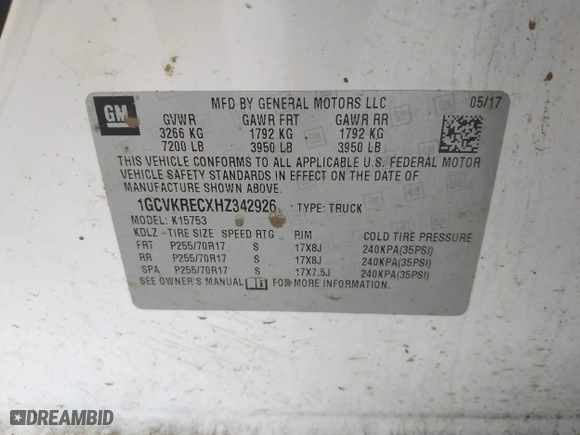 GM
MFD BY GENERAL MOTORS LLC 05/17
GVWR GAWR FRT GAWR RR
3266 KG 1792 KG 1792 KG
7200 LB 3950 LB 3950 LB
THIS VEHICLE CONFORMS TO ALL APPLICABLE U.S. FEDERAL MOTOR
VEHICLE SAFETY STANDARDS IN EFFECT ON THE DATE OF
MANUFACTURE SHOWN ABOVE.
1GCVKRECXHZ342926 TYPE: TRUCK
MODEL: K15753
KDLZ TIRE SIZE SPEED RTG RIM COLD TIRE PRESSURE
FRT P255/70R17 S 17X8J 240KPA(35PSI)
RR P255/70R17 S 17X8J 240KPA(35PSI)
SPA P255/70R17 S 17X7.5J 240KPA(35PSI)
SEE OWNER'S MANUAL FOR MORE INFORMATION.
DREAMBID